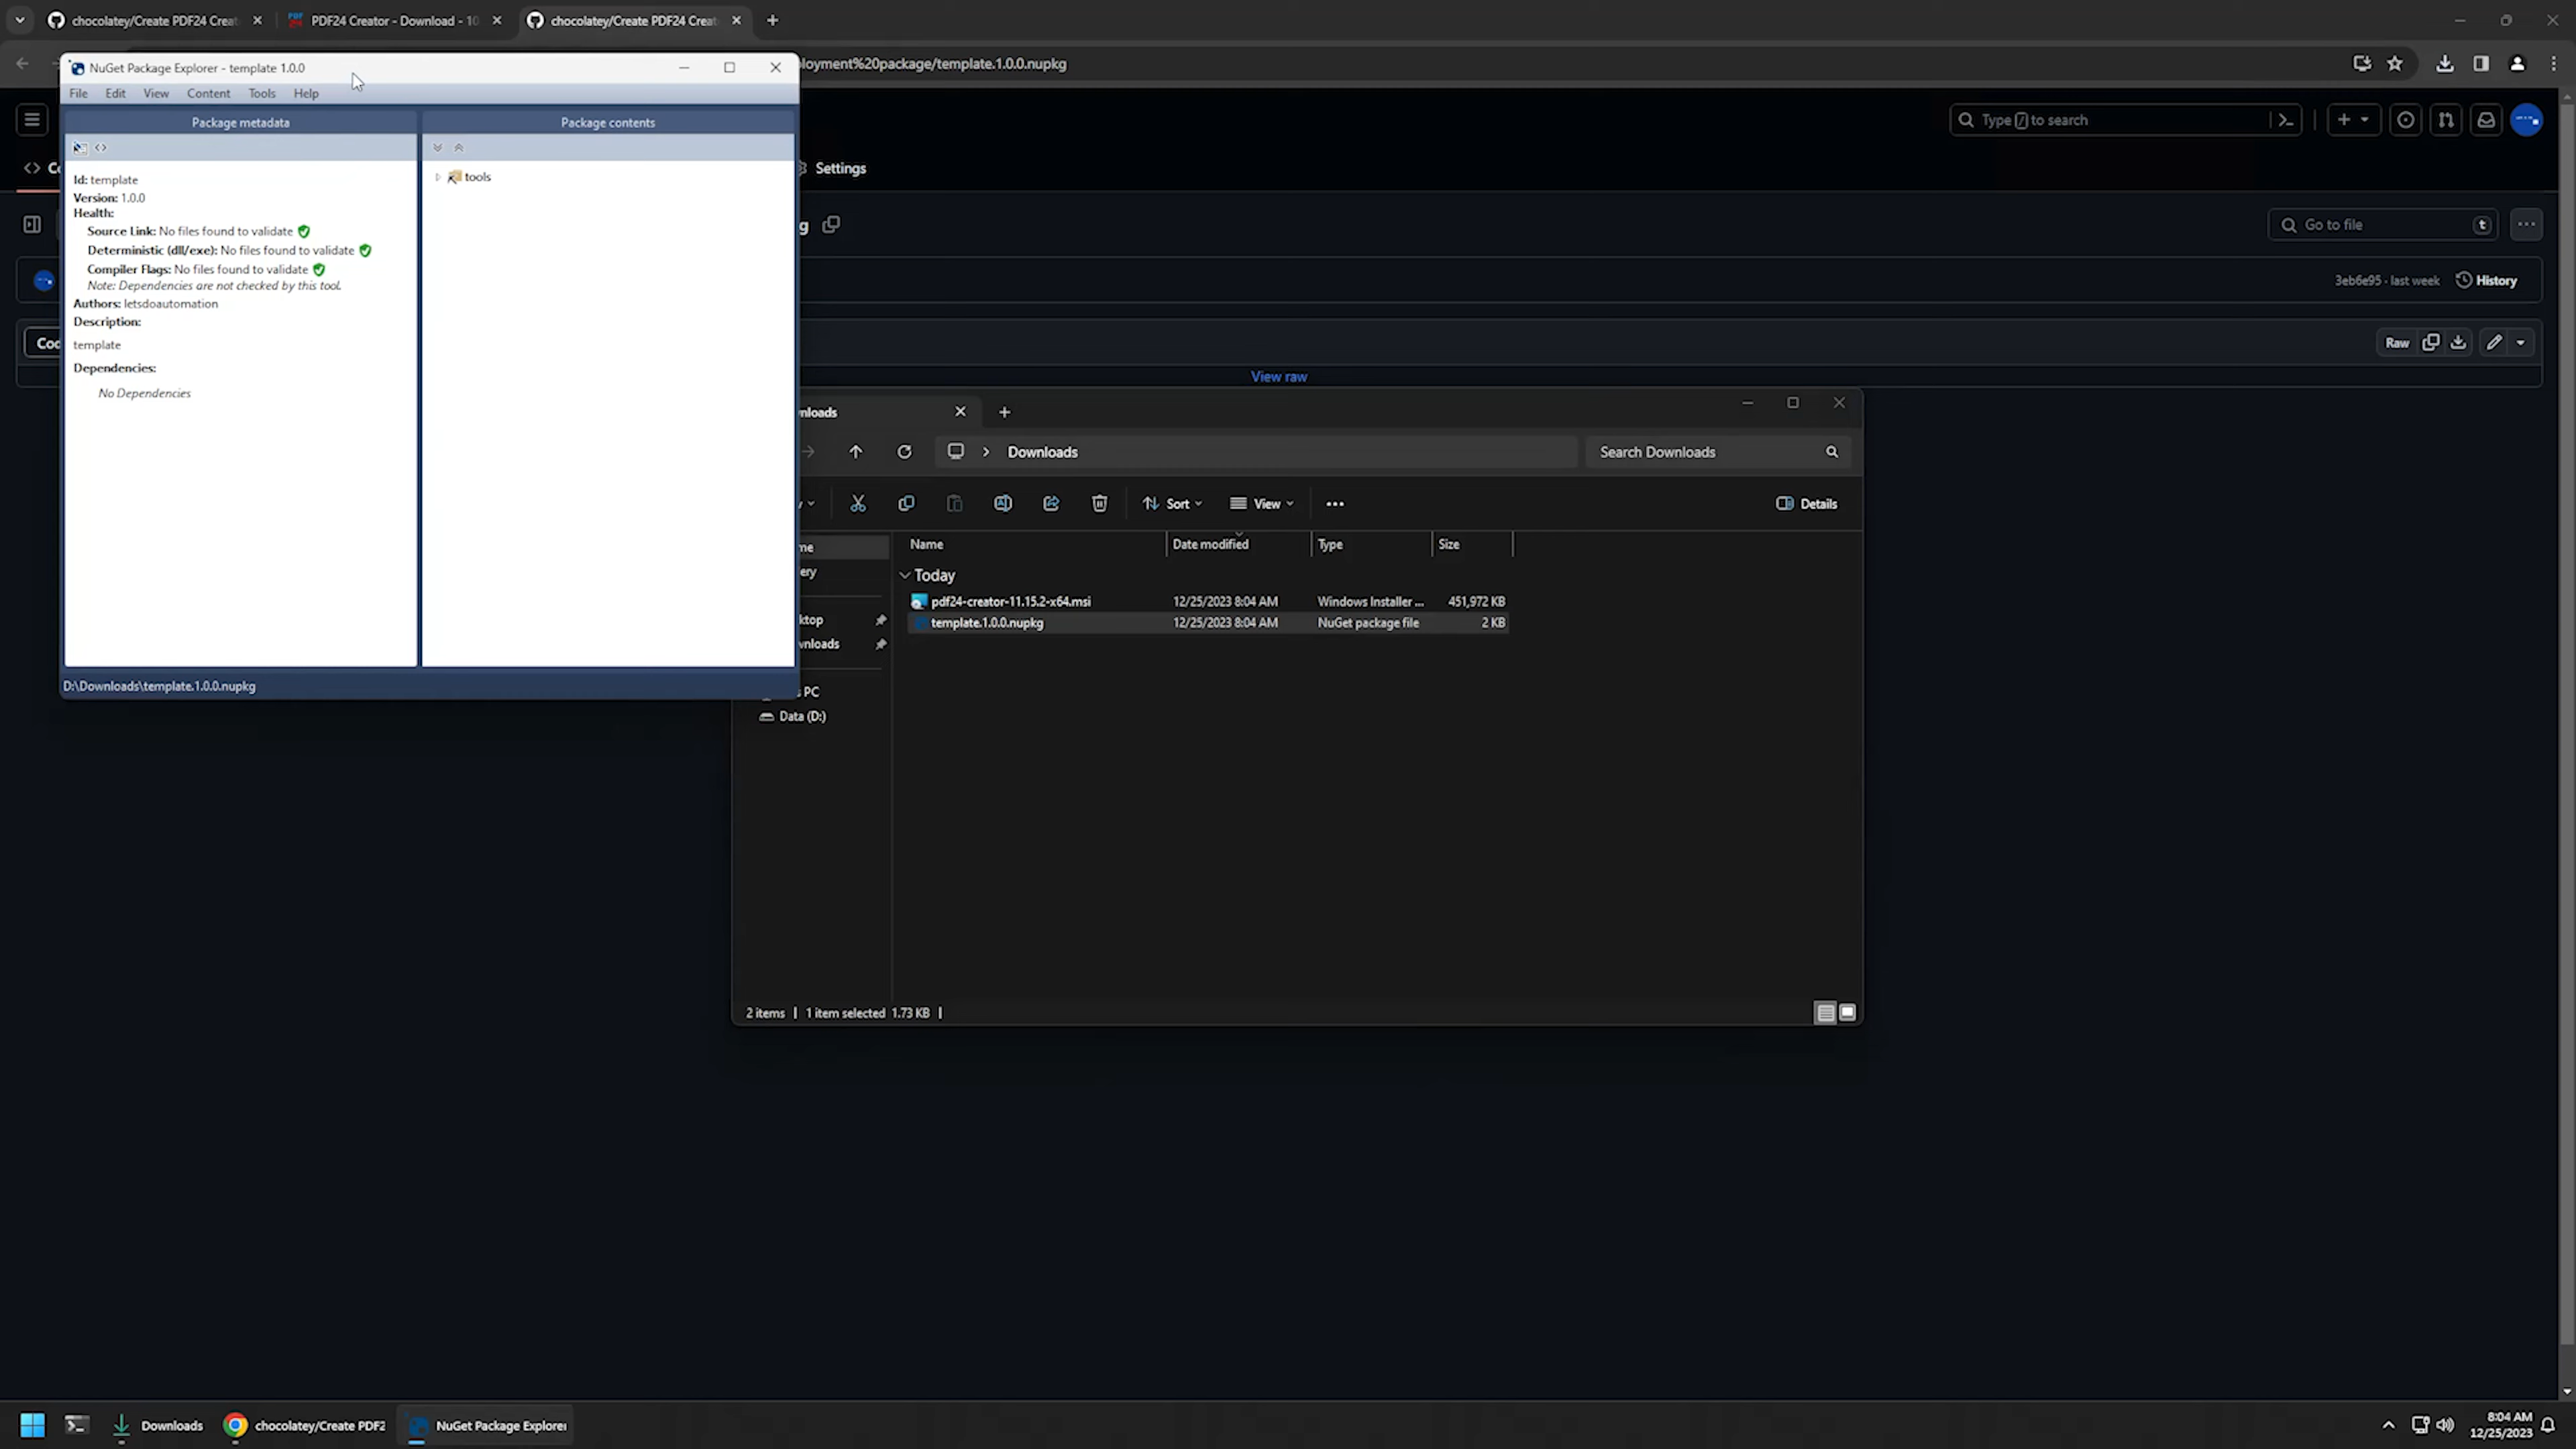 chocolatey/Create PDF24 Creat
PDF24 Creator - Download - 10
chocolatey/Create PDF24 Creat
NuGet Package Explorer - template 1.0.0
loyment%20package/template.1.0.0.nupkg
File Edit View Content Tools Help
Type / to search
Package metadata
Package contents
Settings
Id: template
Version: 1.0.0
Health:
Source Link: No files found to validate
Deterministic (dll/exe): No files found to validate
Compiler Flags: No files found to validate
Note: Dependencies are not checked by this tool.
Authors: letsdoautomation
Description:
template
Dependencies:
No Dependencies
D:\Downloads\template.1.0.0.nupkg
tools
g
Go to file
t
3eb6e95 · last week
History
Raw
View raw
nloads
Downloads
Search Downloads
Sort
View
Details
me
ery
ktop
wnloads
s PC
Data (D:)
Name Date modified Type Size
Today
pdf24-creator-11.15.2-x64.msi 12/25/2023 8:04 AM Windows Installer ... 451,972 KB
template.1.0.0.nupkg 12/25/2023 8:04 AM NuGet package file 2 KB
2 items 1 item selected 1.73 KB
Downloads
chocolatey/Create PDF2
NuGet Package Explorer
8:04 AM
12/25/2023